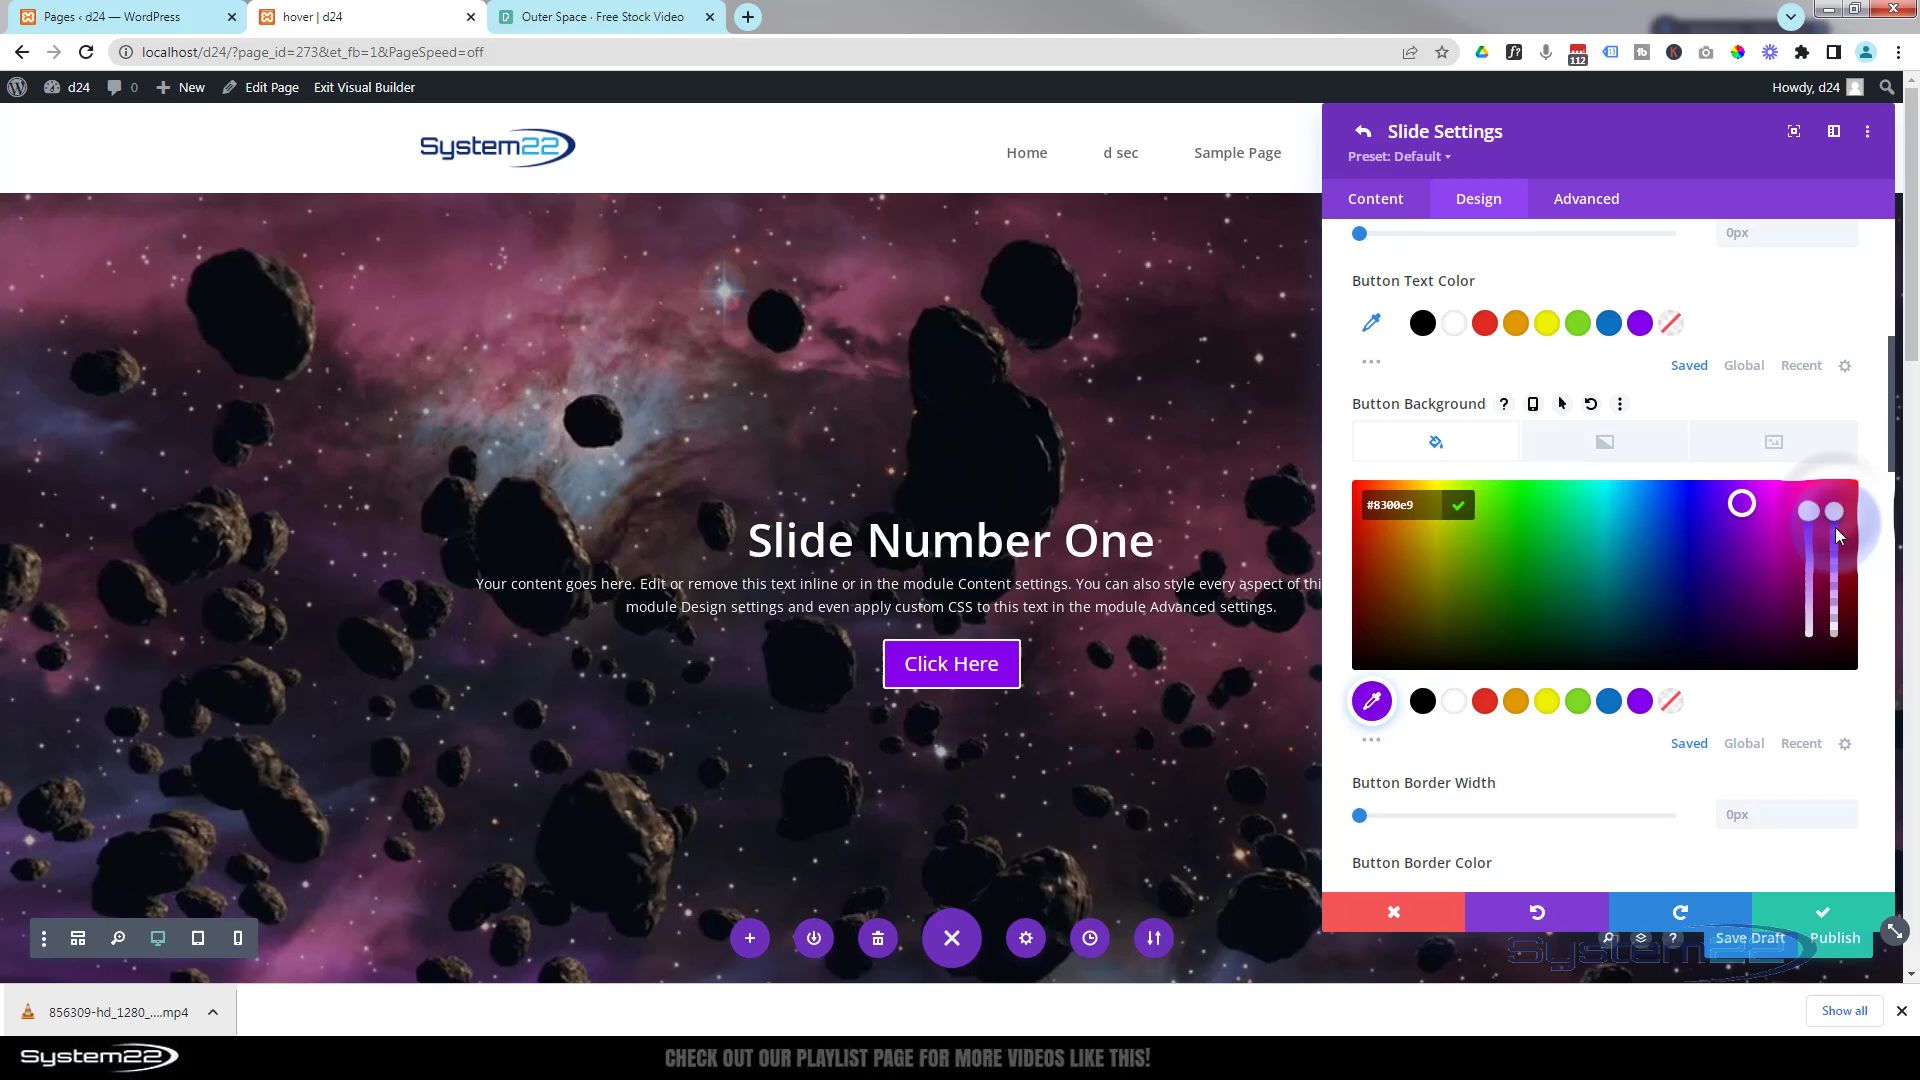 Pages ‹ d24 — WordPress
hover | d24
Outer Space · Free Stock Video
localhost/d24/?page_id=273&et_fb=1&PageSpeed=off
112
d24
0
New
Edit Page
Exit Visual Builder
Howdy, d24
System22
Home
d sec
Sample Page
Slide Settings
Preset: Default
Content
Design
Advanced
0px
Button Text Color
Saved
Global
Recent
Button Background
?
#8300e9
Saved
Global
Recent
Button Border Width
0px
Button Border Color
Slide Number One
Your content goes here. Edit or remove this text inline or in the module Content settings. You can also style every aspect of thi
module Design settings and even apply custom CSS to this text in the module Advanced settings.
Click Here
?
Save Draft
Publish
System22
856309-hd_1280_....mp4
Show all
System22
CHECK OUT OUR PLAYLIST PAGE FOR MORE VIDEOS LIKE THIS!